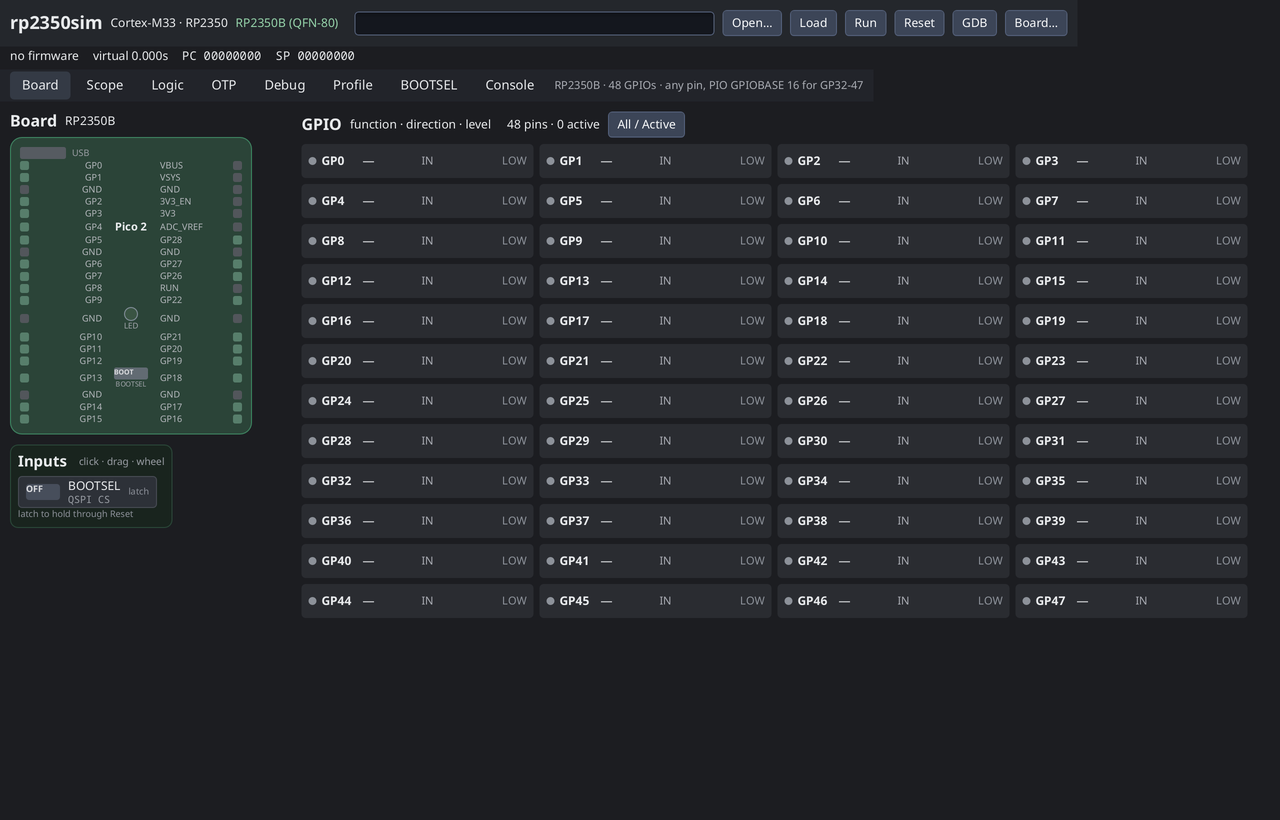 rp2350sim Cortex-M33 · RP2350 RP2350B (QFN-80) Open... Load Run Reset GDB Board...
no firmware virtual 0.000s PC 00000000 SP 00000000
Board Scope Logic OTP Debug Profile BOOTSEL Console RP2350B · 48 GPIOs · any pin, PIO GPIOBASE 16 for GP32-47
Board RP2350B
USB
GP0 VBUS
GP1 VSYS
GND GND
GP2 3V3_EN
GP3 3V3
GP4 Pico 2 ADC_VREF
GP5 GP28
GND GND
GP6 GP27
GP7 GP26
GP8 RUN
GP9 GP22
GND GND
LED
GP10 GP21
GP11 GP20
GP12 GP19
BOOT
GP13 GP18
BOOTSEL
GND GND
GP14 GP17
GP15 GP16
Inputs click · drag · wheel
OFF BOOTSEL latch
QSPI CS
latch to hold through Reset
GPIO function · direction · level 48 pins · 0 active All / Active
GP0 — IN LOW GP1 — IN LOW GP2 — IN LOW GP3 — IN LOW
GP4 — IN LOW GP5 — IN LOW GP6 — IN LOW GP7 — IN LOW
GP8 — IN LOW GP9 — IN LOW GP10 — IN LOW GP11 — IN LOW
GP12 — IN LOW GP13 — IN LOW GP14 — IN LOW GP15 — IN LOW
GP16 — IN LOW GP17 — IN LOW GP18 — IN LOW GP19 — IN LOW
GP20 — IN LOW GP21 — IN LOW GP22 — IN LOW GP23 — IN LOW
GP24 — IN LOW GP25 — IN LOW GP26 — IN LOW GP27 — IN LOW
GP28 — IN LOW GP29 — IN LOW GP30 — IN LOW GP31 — IN LOW
GP32 — IN LOW GP33 — IN LOW GP34 — IN LOW GP35 — IN LOW
GP36 — IN LOW GP37 — IN LOW GP38 — IN LOW GP39 — IN LOW
GP40 — IN LOW GP41 — IN LOW GP42 — IN LOW GP43 — IN LOW
GP44 — IN LOW GP45 — IN LOW GP46 — IN LOW GP47 — IN LOW